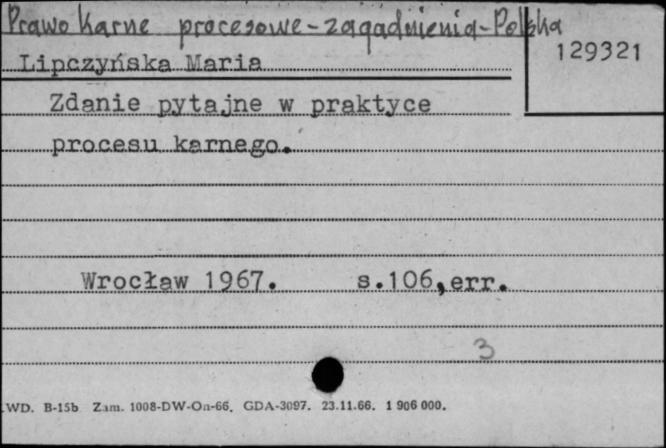 Prawo karne procesowe - zagadnienia - Polska
129321
Lipczyńska Maria
Zdanie pytajne w praktyce
procesu karnego.
Wrocław 1967. s.106,err.
3
WD. B-15b Zam. 1008-DW-On-66. GDA-3097. 23.11.66. 1 906 000.